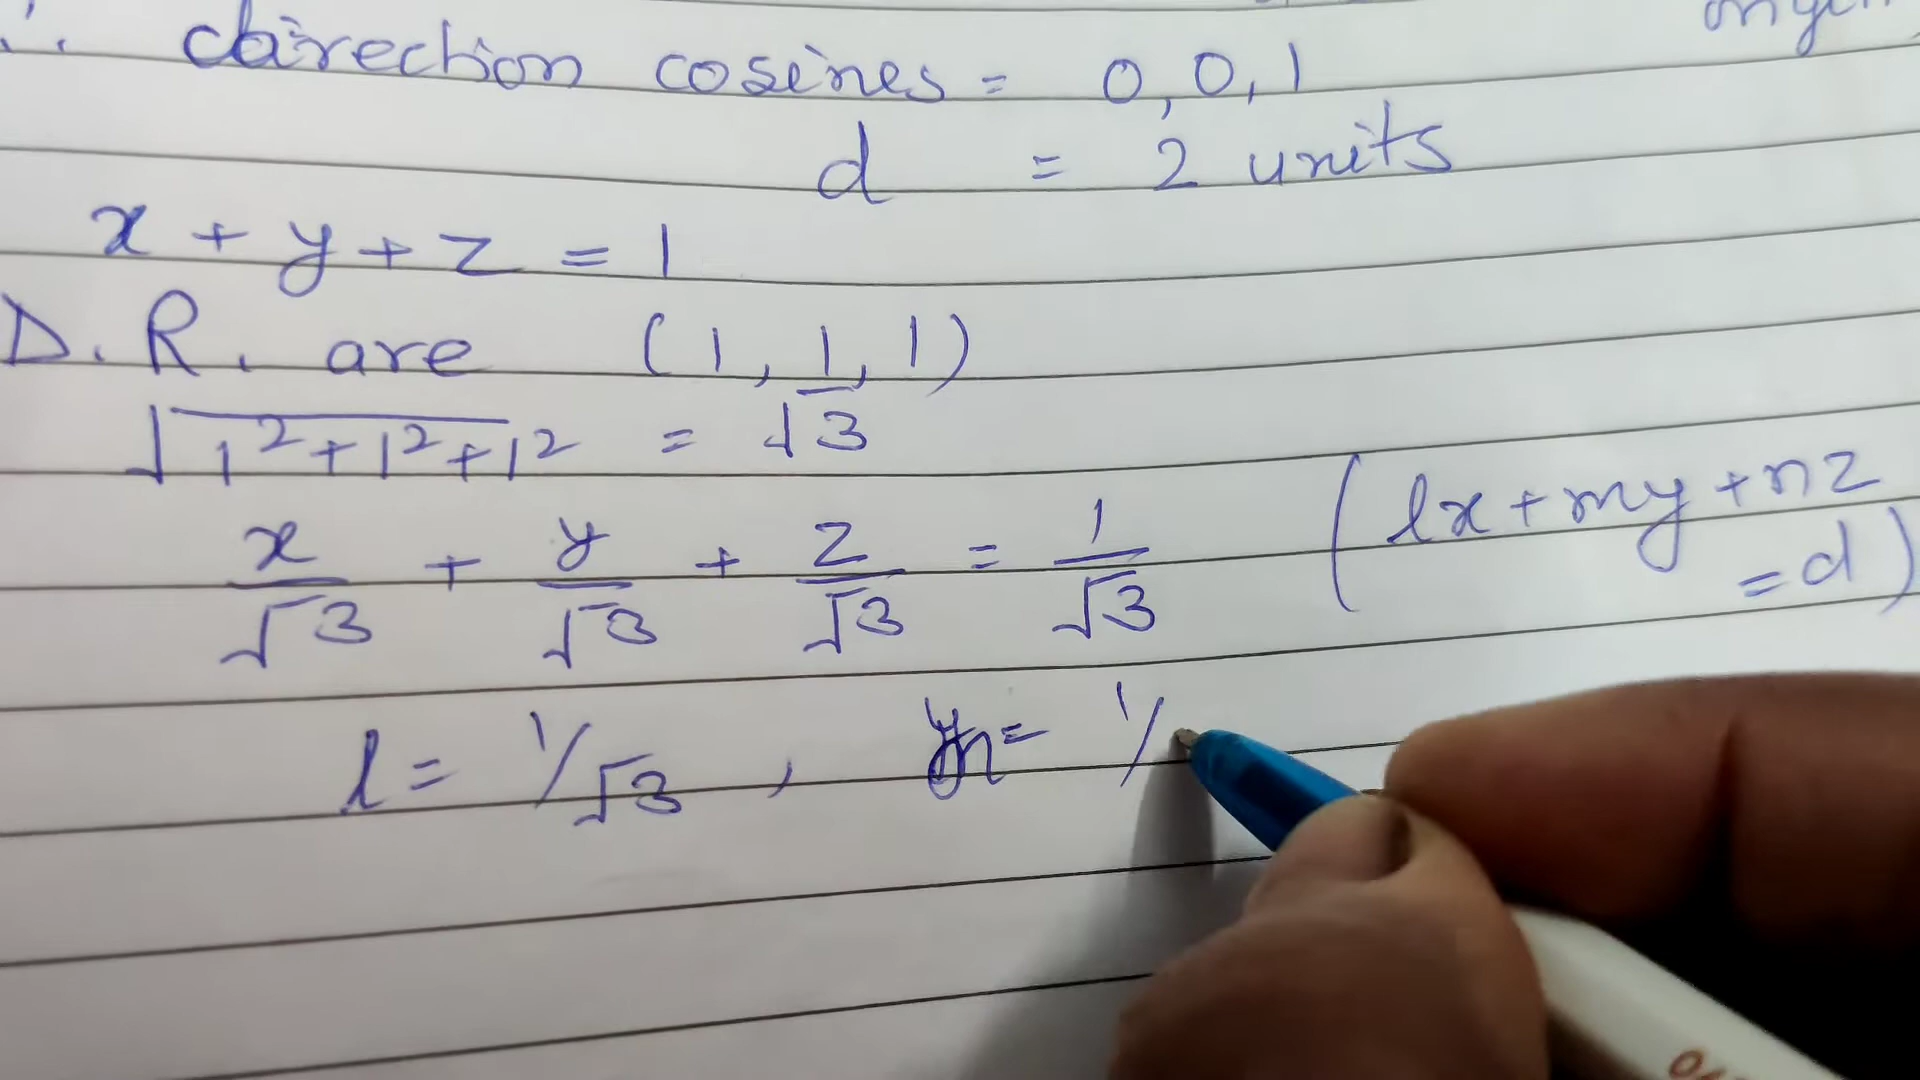 ∴ direction cosines = 0, 0, 1
d = 2 units
x + y + z = 1
D.R. are (1, 1, 1)
√1²+1²+1² = √3
x/√3 + y/√3 + z/√3 = 1/√3 (lx + my + nz = d)
l = 1/√3 , m = 1/